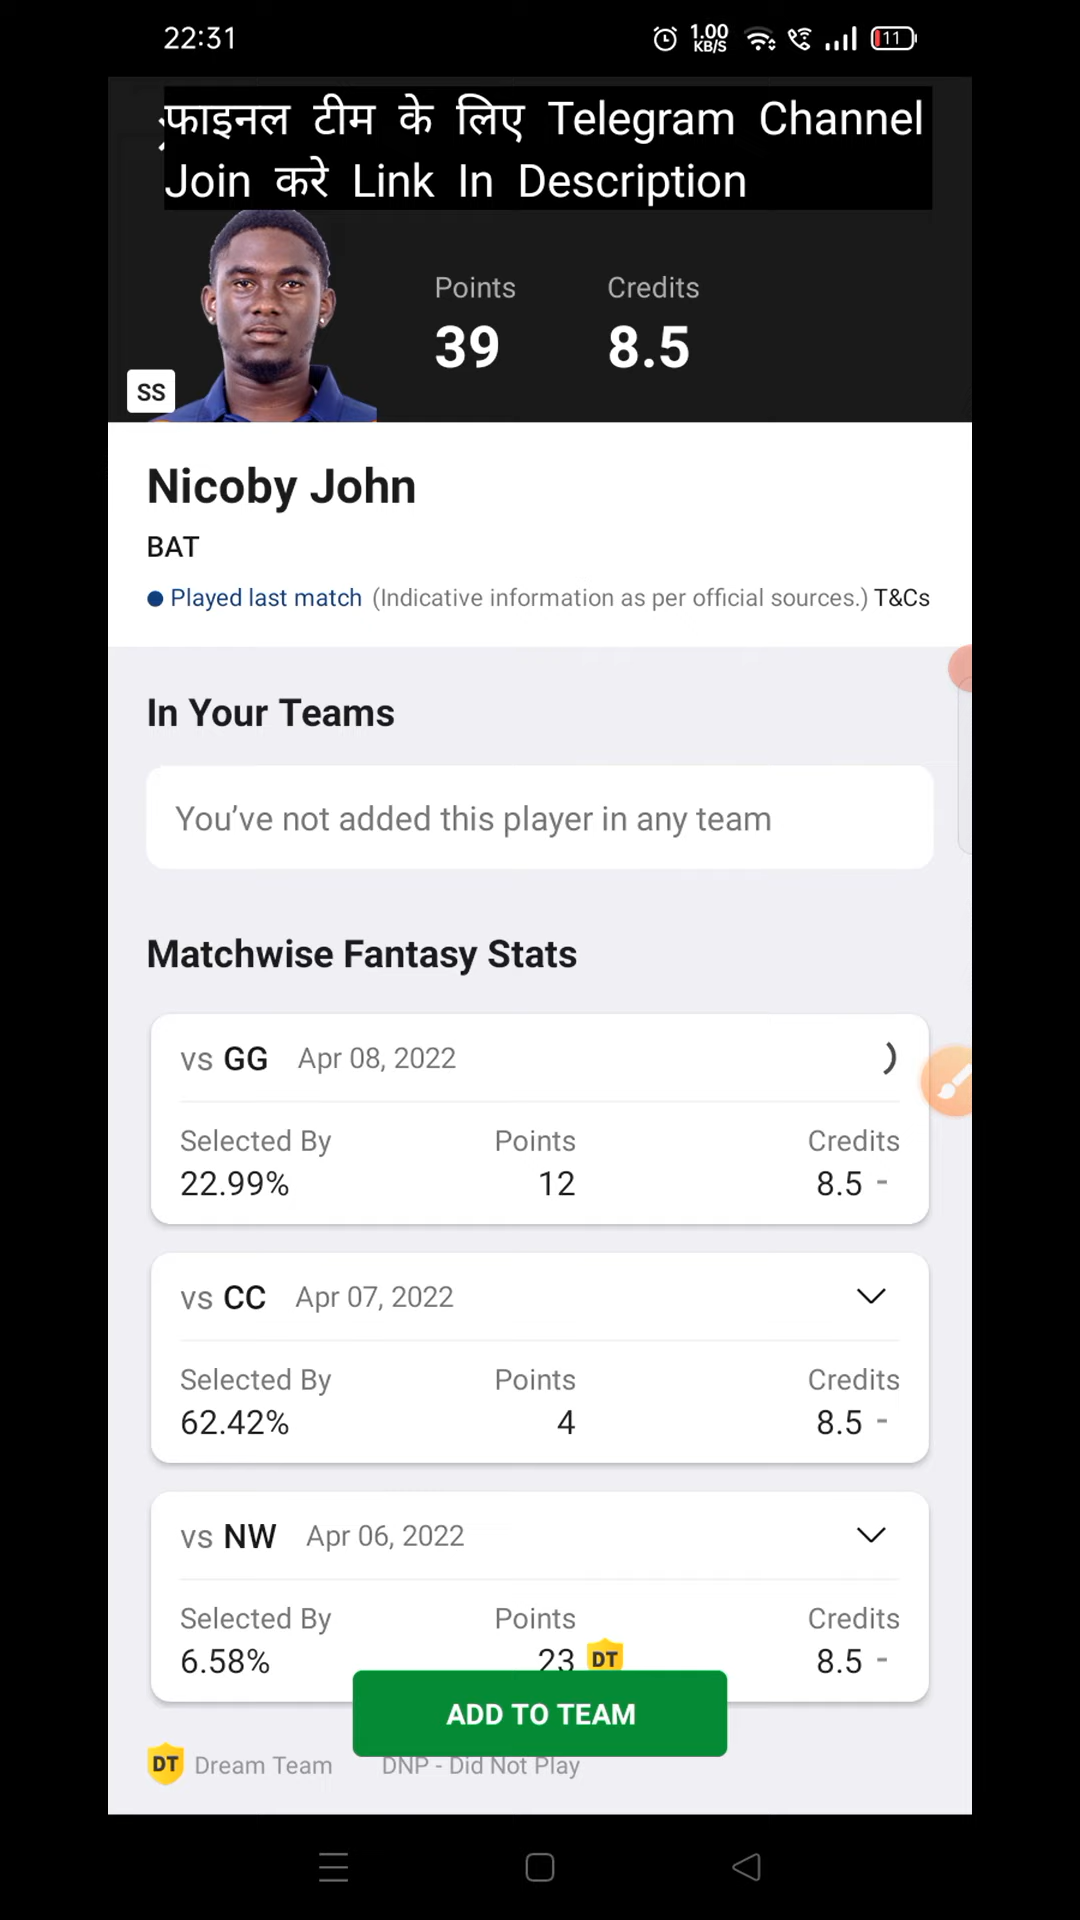 22:31
1.00 KB/S
11
फाइनल टीम के लिए Telegram Channel
Join करे Link In Description
Points Credits
39 8.5
SS
Nicoby John
BAT
Played last match (Indicative information as per official sources.) T&Cs
In Your Teams
You’ve not added this player in any team
Matchwise Fantasy Stats
vs GG Apr 08, 2022
Selected By Points Credits
22.99% 12 8.5 -
vs CC Apr 07, 2022
Selected By Points Credits
62.42% 4 8.5 -
vs NW Apr 06, 2022
Selected By Points Credits
6.58% 23 DT 8.5 -
ADD TO TEAM
DT Dream Team DNP - Did Not Play